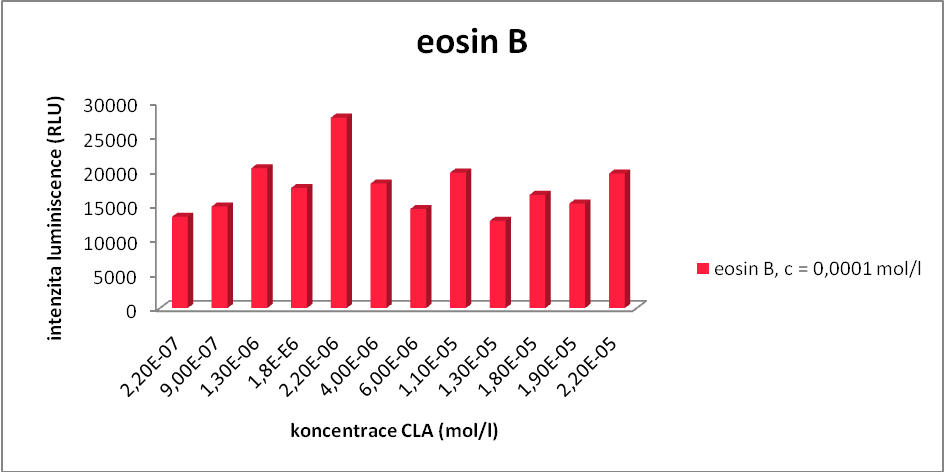 eosin B
intenzita luminiscence (RLU)
30000
25000
20000
15000
10000
5000
0
2,20E-07
9,00E-07
1,30E-06
1,8E-E6
2,20E-06
4,00E-06
6,00E-06
1,10E-05
1,30E-05
1,80E-05
1,90E-05
2,20E-05
koncentrace CLA (mol/l)
eosin B, c = 0,0001 mol/l